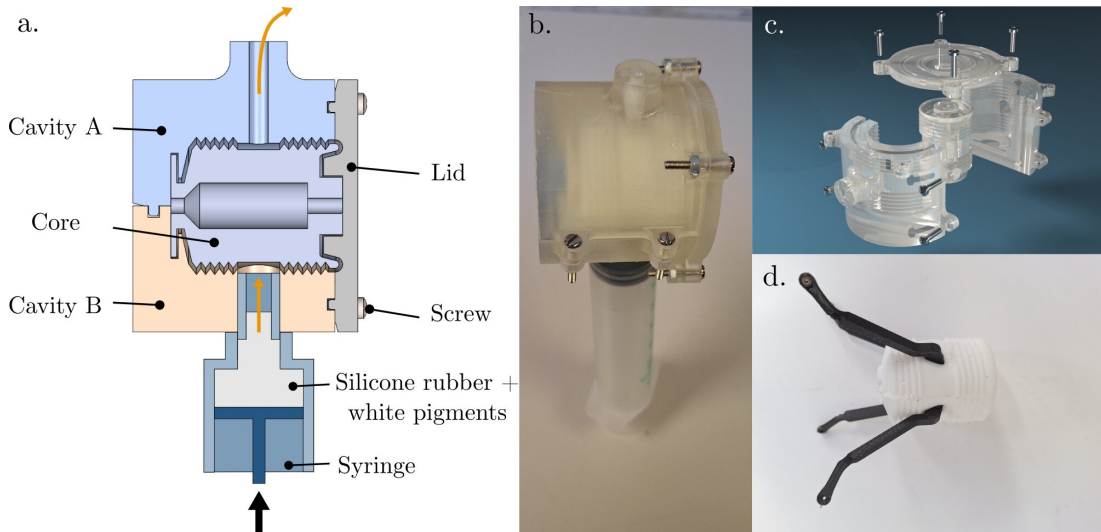 a.
Cavity A
Core
Cavity B
Lid
Screw
Silicone rubber +
white pigments
Syringe
b.
c.
d.